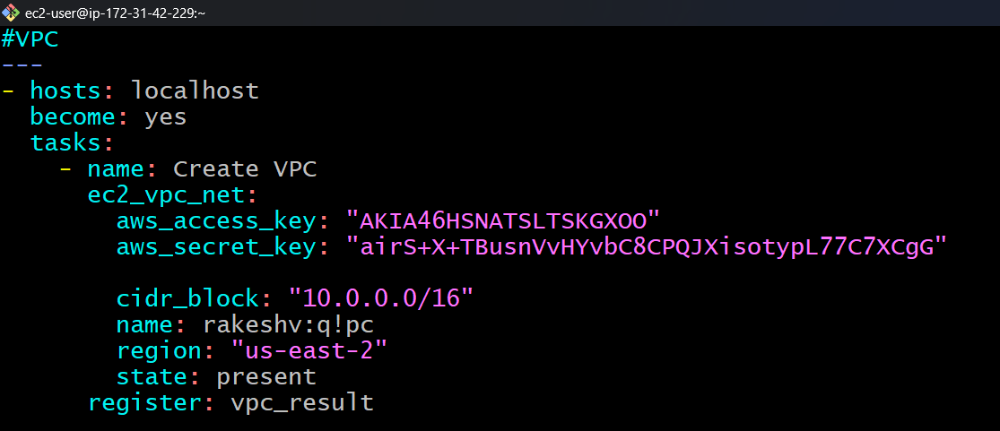 ec2-user@ip-172-31-42-229:~
#VPC
---
- hosts: localhost
  become: yes
  tasks:
    - name: Create VPC
      ec2_vpc_net:
        aws_access_key: "AKIA46HSNATSLTSKGXOO"
        aws_secret_key: "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"

        cidr_block: "10.0.0.0/16"
        name: rakeshv:q!pc
        region: "us-east-2"
        state: present
      register: vpc_result